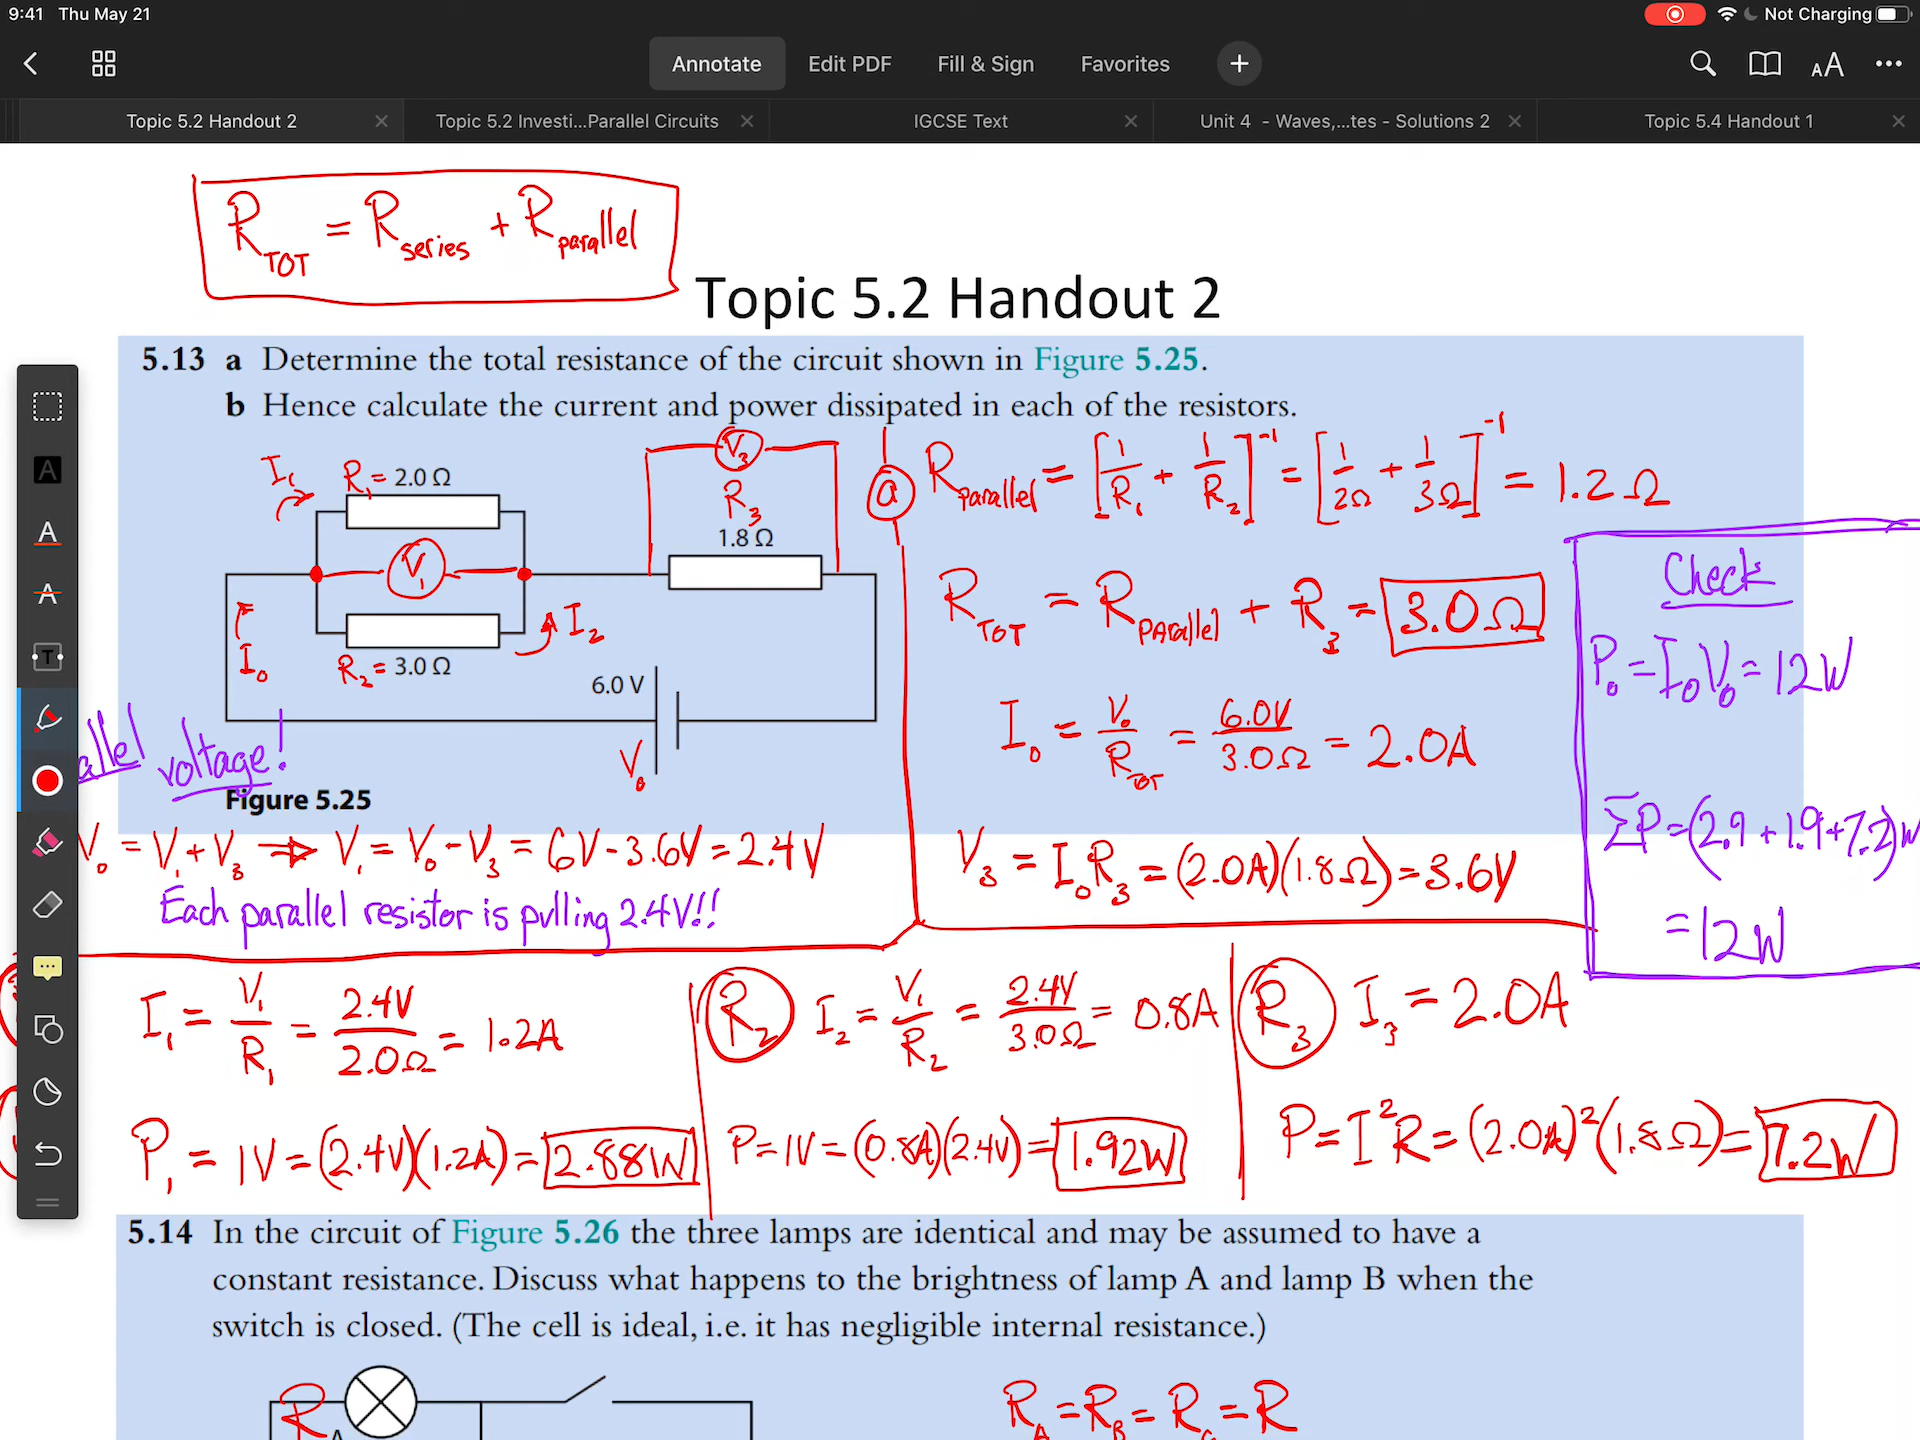 9:41 Thu May 21
Not Charging
Annotate Edit PDF Fill & Sign Favorites +
AA
Topic 5.2 Handout 2 × Topic 5.2 Investi...Parallel Circuits × IGCSE Text × Unit 4 - Waves,...tes - Solutions 2 × Topic 5.4 Handout 1 ×
R_TOT = R_series + R_parallel
Topic 5.2 Handout 2
5.13 a Determine the total resistance of the circuit shown in Figure 5.25.
b Hence calculate the current and power dissipated in each of the resistors.
I₁ R₁ = 2.0 Ω
V₃
R₃
1.8 Ω
V₁
I₀
I₂
R₂ = 3.0 Ω
6.0 V
V₀
allel voltage!
Figure 5.25
a R_parallel = [1/R₁ + 1/R₂]⁻¹ = [1/2Ω + 1/3Ω]⁻¹ = 1.2 Ω
R_TOT = R_PArallel + R₃ = 3.0Ω
I₀ = V₀/R_TOT = 6.0V/3.0Ω = 2.0A
V₃ = I₀R₃ = (2.0A)(1.8Ω) = 3.6V
Check
P₀ = I₀V₀ = 12W
ΣP = (2.9 + 1.9 + 7.2)W
= 12W
V₀ = V₁ + V₃ ⇒ V₁ = V₀ - V₃ = 6V - 3.6V = 2.4V
Each parallel resistor is pulling 2.4V!!
I₁ = V₁/R₁ = 2.4V/2.0Ω = 1.2A
P₁ = IV = (2.4V)(1.2A) = 2.88W
R₂ I₂ = V₁/R₂ = 2.4V/3.0Ω = 0.8A
P = IV = (0.8A)(2.4V) = 1.92W
R₃ I₃ = 2.0A
P = I²R = (2.0A)²(1.8Ω) = 7.2W
5.14 In the circuit of Figure 5.26 the three lamps are identical and may be assumed to have a
constant resistance. Discuss what happens to the brightness of lamp A and lamp B when the
switch is closed. (The cell is ideal, i.e. it has negligible internal resistance.)
R
A
R_A = R_B = R_C = R